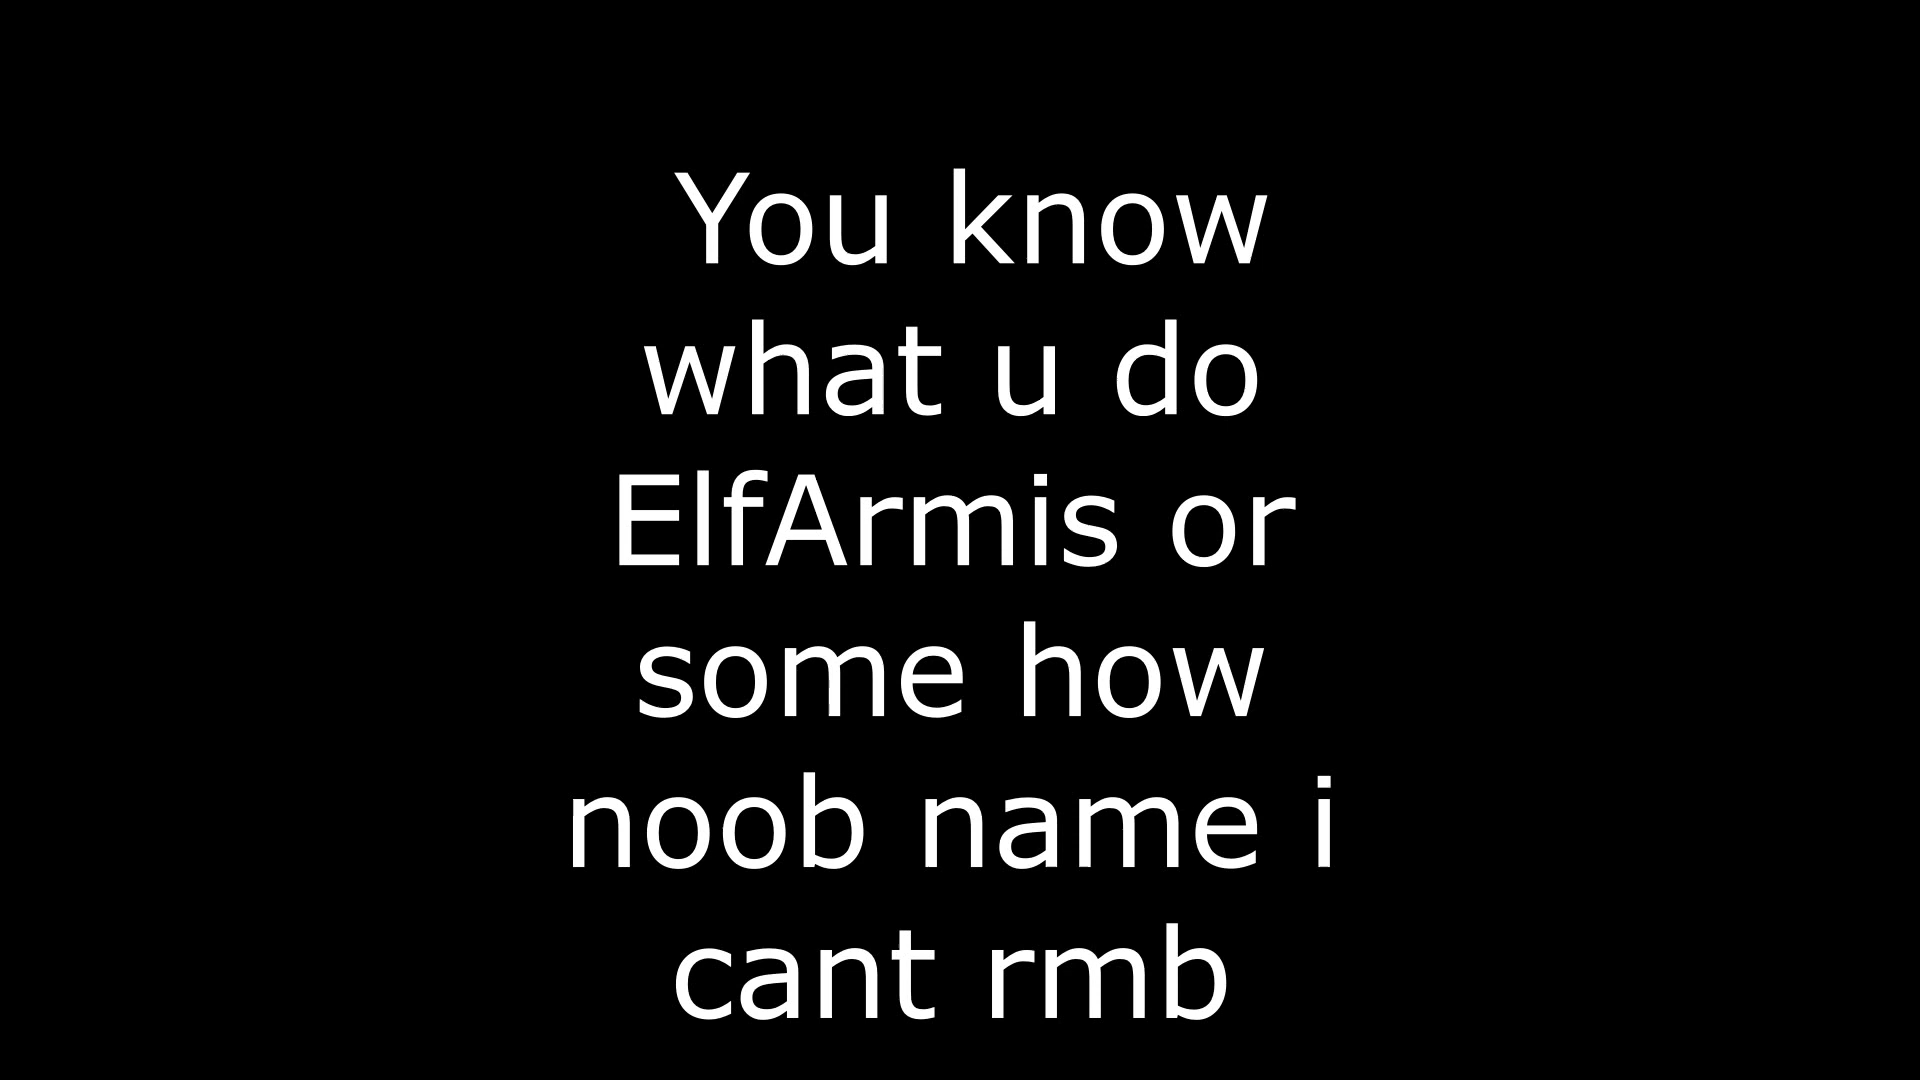 You know
what u do
ElfArmis or
some how
noob name i
cant rmb